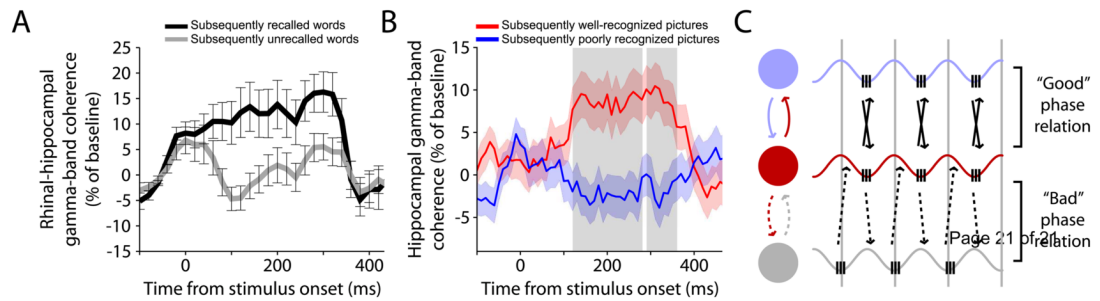 A
Subsequently recalled words
Subsequently unrecalled words
Rhinal-hippocampal
gamma-band coherence
(% of baseline)
25
20
15
10
5
0
-5
-10
-15
0
200
400
Time from stimulus onset (ms)
B
Subsequently well-recognized pictures
Subsequently poorly recognized pictures
Hippocampal gamma-band
coherence (% of baseline)
15
10
5
0
-5
0
200
400
Time from stimulus onset (ms)
C
“Good”
phase
relation
“Bad”
phase
relation
Page 21 of 21